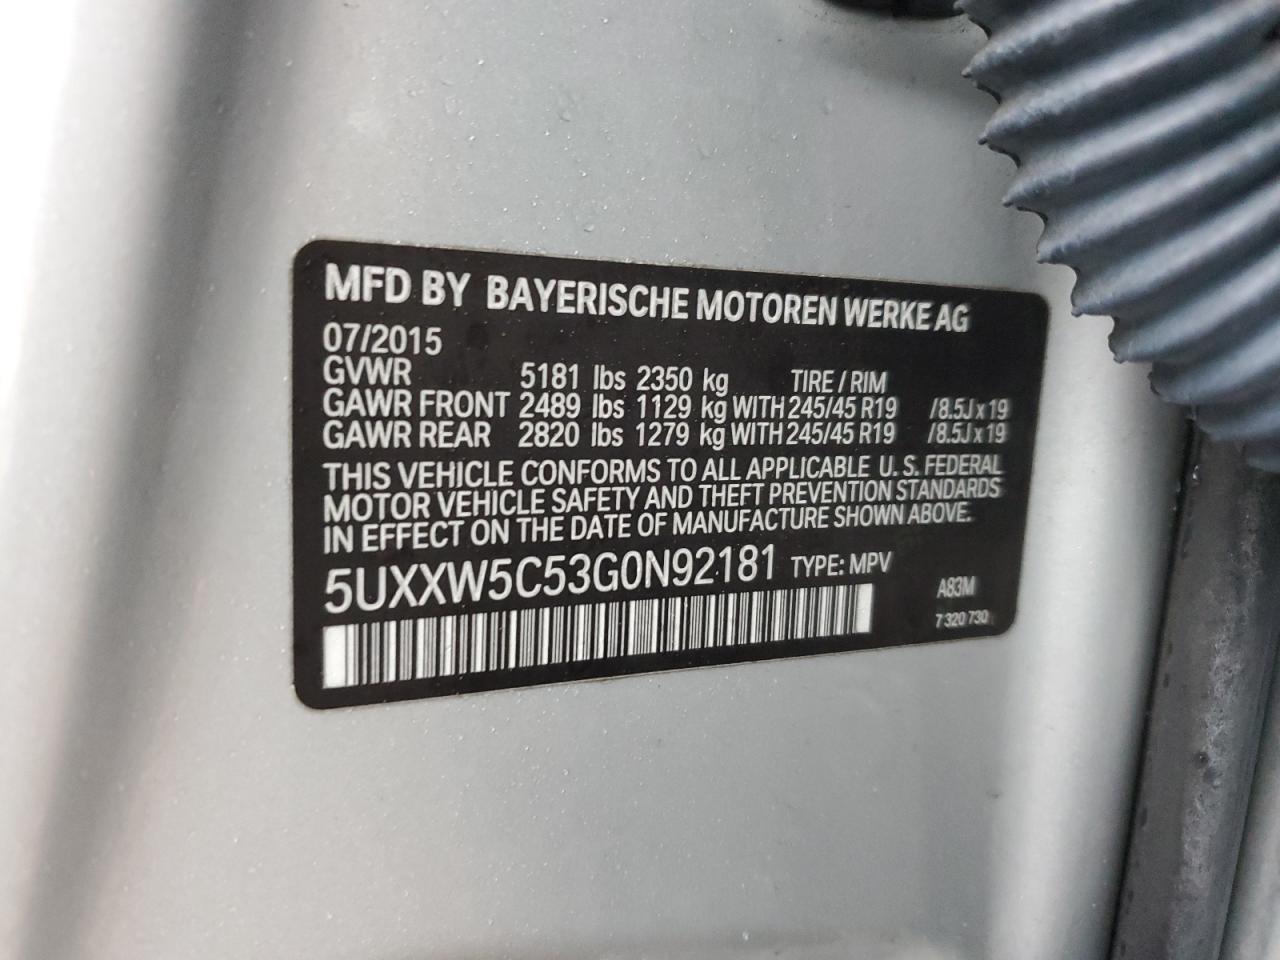 MFD BY BAYERISCHE MOTOREN WERKE AG
07/2015
GVWR 5181 lbs 2350 kg TIRE / RIM
GAWR FRONT 2489 lbs 1129 kg WITH 245/45 R19 /8.5J x 19
GAWR REAR 2820 lbs 1279 kg WITH 245/45 R19 /8.5J x 19
THIS VEHICLE CONFORMS TO ALL APPLICABLE U. S. FEDERAL
MOTOR VEHICLE SAFETY AND THEFT PREVENTION STANDARDS
IN EFFECT ON THE DATE OF MANUFACTURE SHOWN ABOVE.
5UXXW5C53G0N92181 TYPE: MPV
A83M
7 320 730